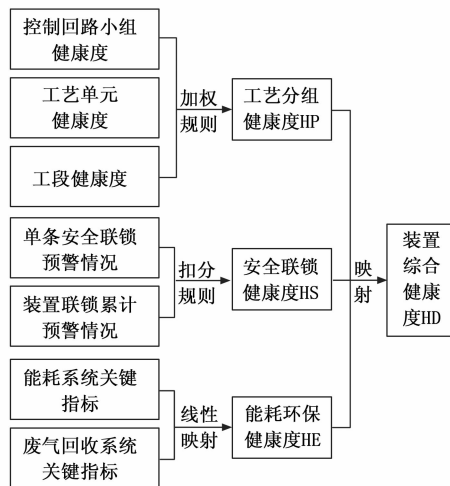 控制回路小组
健康度
工艺单元
健康度
工段健康度
加权
规则
工艺分组
健康度HP
单条安全联锁
预警情况
装置联锁累计
预警情况
扣分
规则
安全联锁
健康度HS
能耗系统关键
指标
废气回收系统
关键指标
线性
映射
能耗环保
健康度HE
映
射
装置
综合
健康
度HD